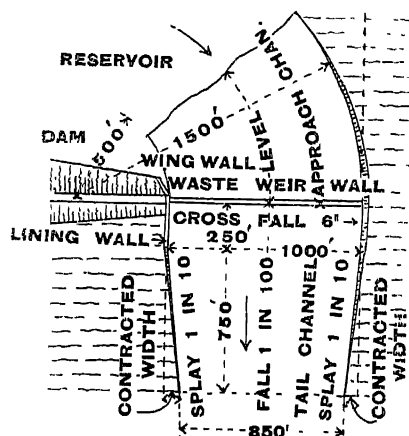 RESERVOIR
LEVEL
APPROACH CHAN.
DAM
500'
1500'
WING WALL
WASTE WEIR WALL
CROSS FALL 6"
LINING WALL
250'
1000'
CONTRACTED
WIDTH
SPLAY 1 IN 10
750'
FALL 1 IN 100
TAIL CHANNEL
SPLAY 1 IN 10
CONTRACTED
WIDTH
850'